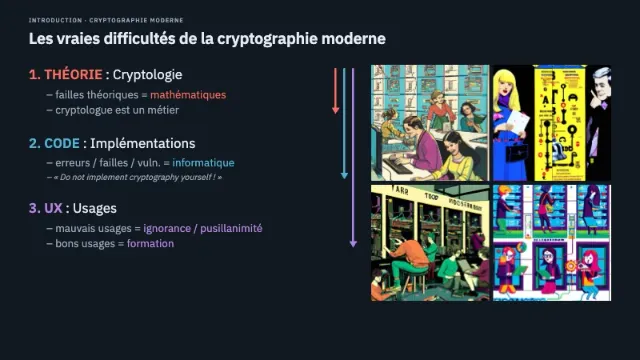 INTRODUCTION - CRYPTOGRAPHIE MODERNE
Les vraies difficultés de la cryptographie moderne
1. THÉORIE : Cryptologie
– failles théoriques = mathématiques
– cryptologue est un métier
2. CODE : Implémentations
– erreurs / failles / vuln. = informatique
– « Do not implement cryptography yourself ! »
3. UX : Usages
– mauvais usages = ignorance / pusillanimité
– bons usages = formation